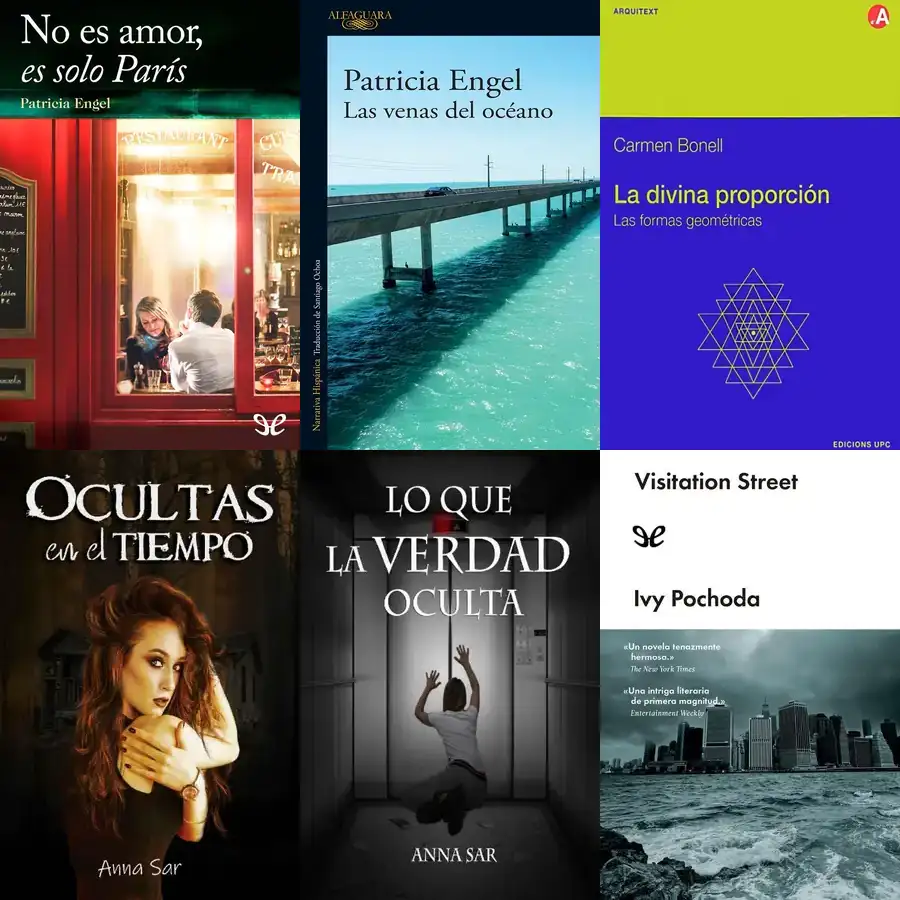 No es amor,
es solo París
Patricia Engel
RESTAURANT
ALFAGUARA
Patricia Engel
Las venas del océano
Narrativa Hispánica Traducción de Santiago Ochoa
ARQUITEXT
A
Carmen Bonell
La divina proporción
Las formas geométricas
EDICIONS UPC
OCULTAS
en el TIEMPO
Anna Sar
LO QUE
LA VERDAD
OCULTA
ANNA SAR
Visitation Street
Ivy Pochoda
«Un novela tenazmente
hermosa.»
The New York Times
«Una intriga literaria
de primera magnitud.»
Entertainment Weekly